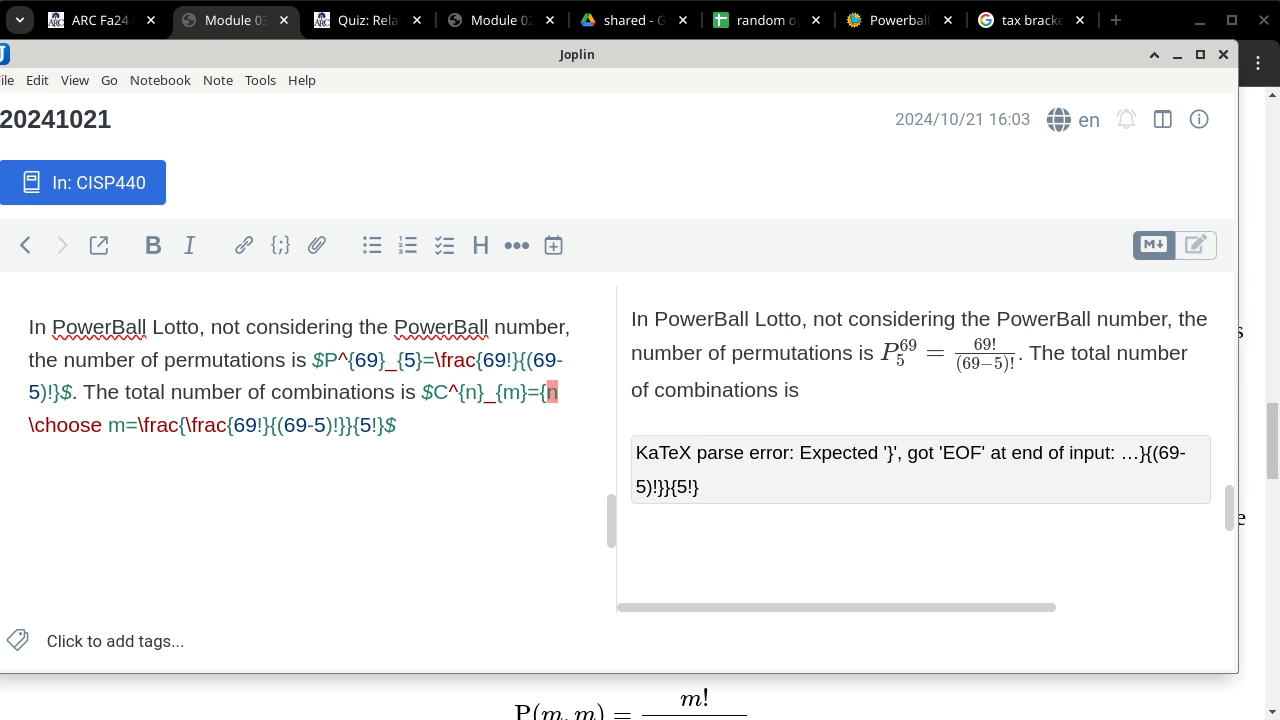 ARC Fa24
Module 03
Quiz: Rela
Module 02
shared - G
random o
Powerball
tax bracke
Joplin
ile Edit View Go Notebook Note Tools Help
20241021
2024/10/21 16:03
en
In: CISP440
B I H
M
In PowerBall Lotto, not considering the PowerBall number,
the number of permutations is $P^{69}_{5}=\frac{69!}{(69-
5)!}$. The total number of combinations is $C^{n}_{m}={n
\choose m=\frac{\frac{69!}{(69-5)!}}{5!}$
In PowerBall Lotto, not considering the PowerBall number, the
number of permutations is P^{69}_{5} = \frac{69!}{(69−5)!}. The total number
of combinations is
KaTeX parse error: Expected '}', got 'EOF' at end of input: …}{(69-
5)!}}{5!}
s
e
Click to add tags...
P(m, m) = m!